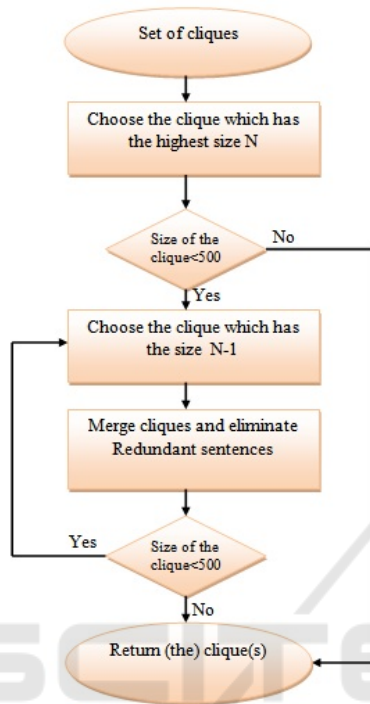 Set of cliques
Choose the clique which has
the highest size N
Size of the
clique<500
No
Yes
Choose the clique which has
the size N-1
Merge cliques and eliminate
Redundant sentences
Yes
Size of the
clique<500
No
Return (the) clique(s)